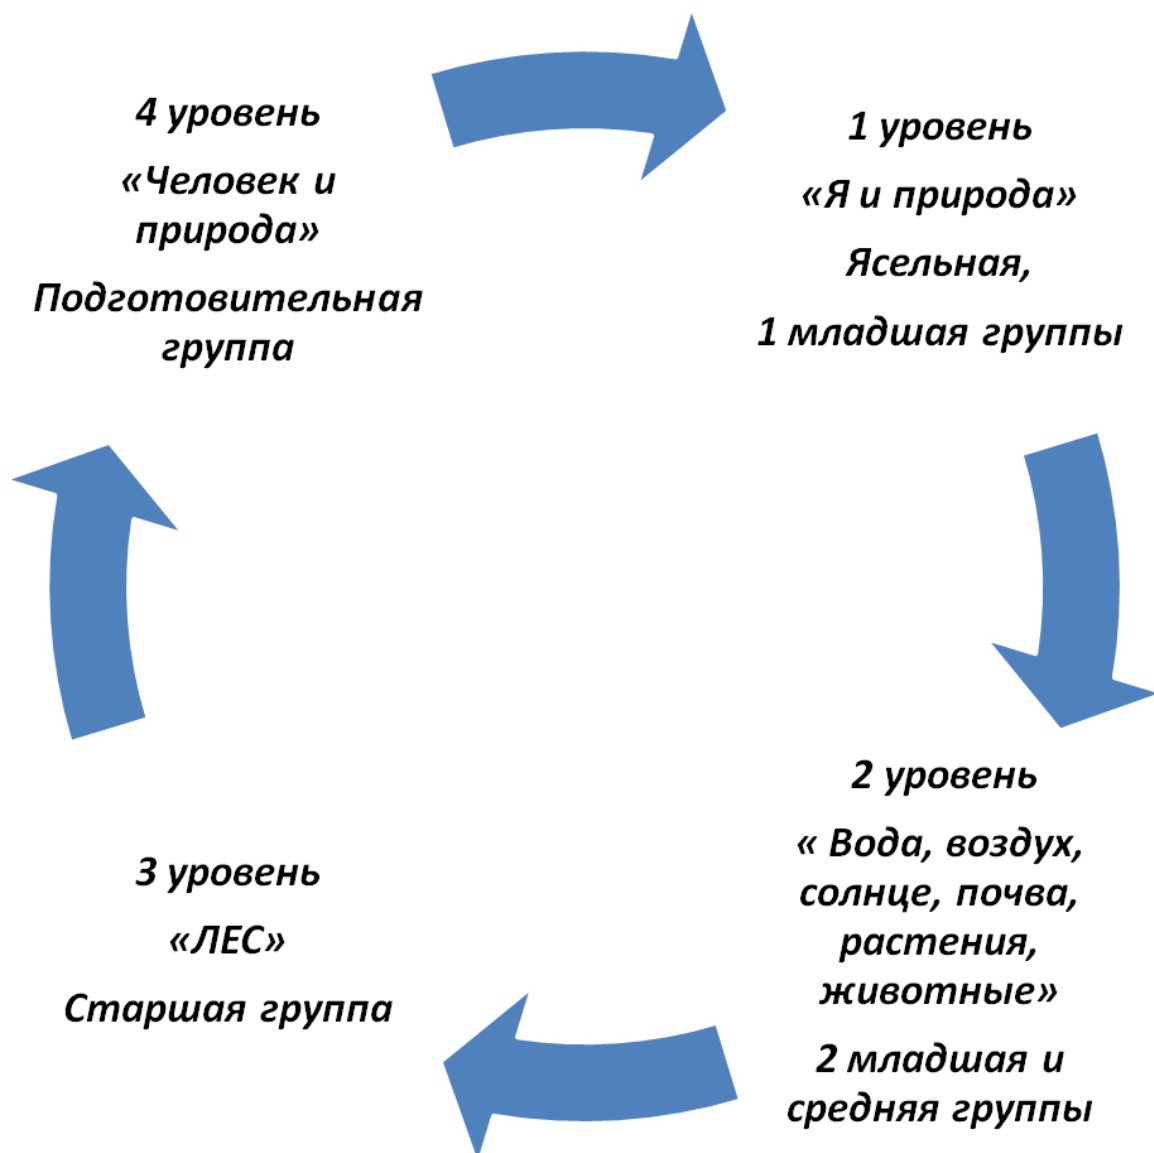 4 уровень
«Человек и
природа»
Подготовительная
группа
1 уровень
«Я и природа»
Ясельная,
1 младшая группы
2 уровень
« Вода, воздух,
солнце, почва,
растения,
животные»
2 младшая и
средняя группы
3 уровень
«ЛЕС»
Старшая группа